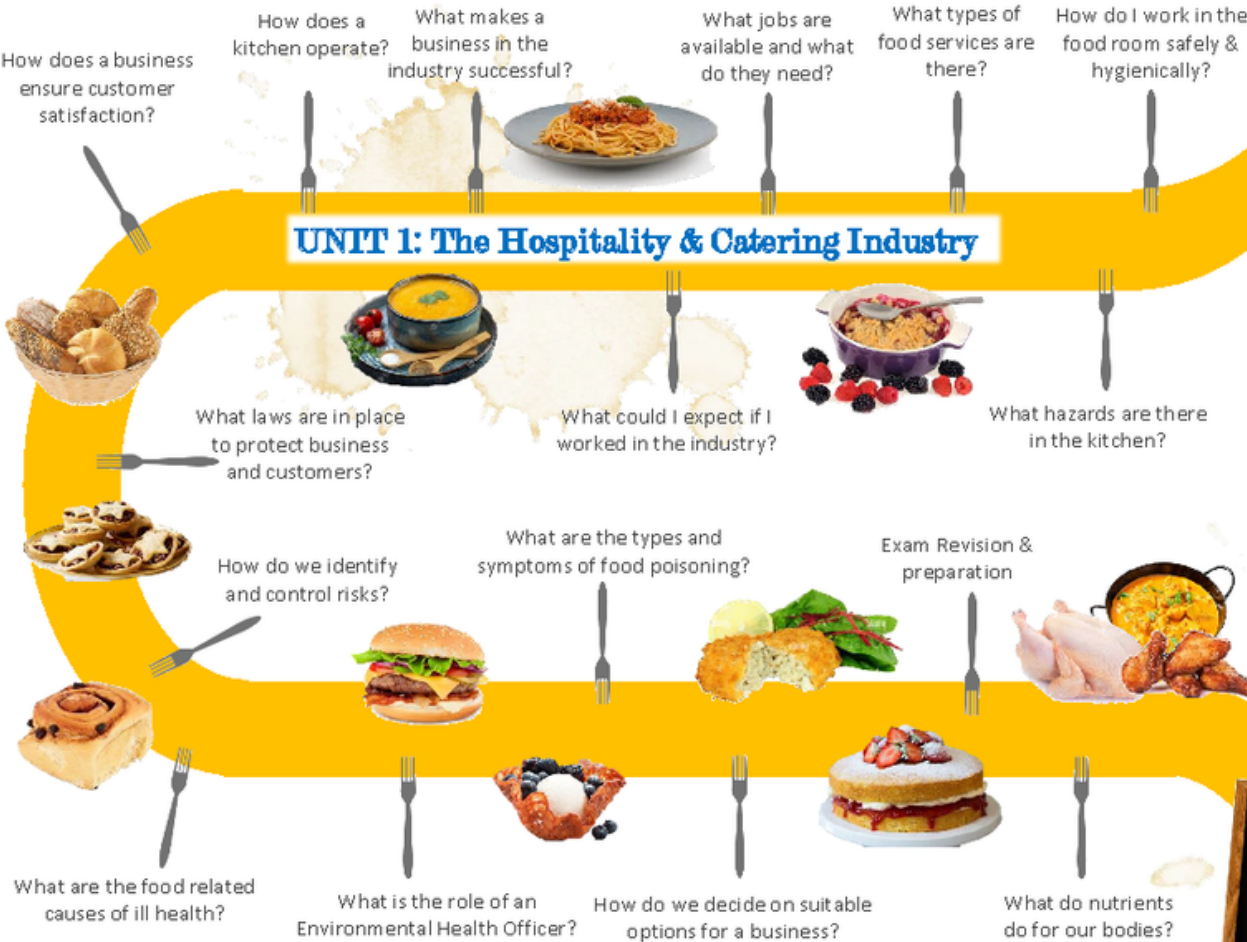 How does a business
ensure customer
satisfaction?
How does a
kitchen operate?
What makes a
business in the
industry successful?
What jobs are
available and what
do they need?
What types of
food services are
there?
How do I work in the
food room safely &
hygienically?
UNIT 1: The Hospitality & Catering Industry
What laws are in place
to protect business
and customers?
What could I expect if I
worked in the industry?
What hazards are there
in the kitchen?
How do we identify
and control risks?
What are the types and
symptoms of food poisoning?
Exam Revision &
preparation
What are the food related
causes of ill health?
What is the role of an
Environmental Health Officer?
How do we decide on suitable
options for a business?
What do nutrients
do for our bodies?